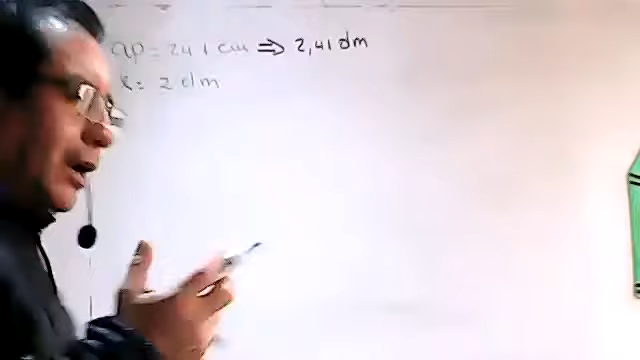 ap = 24,1 cm ⇒ 2,41 dm
l = 2 dm